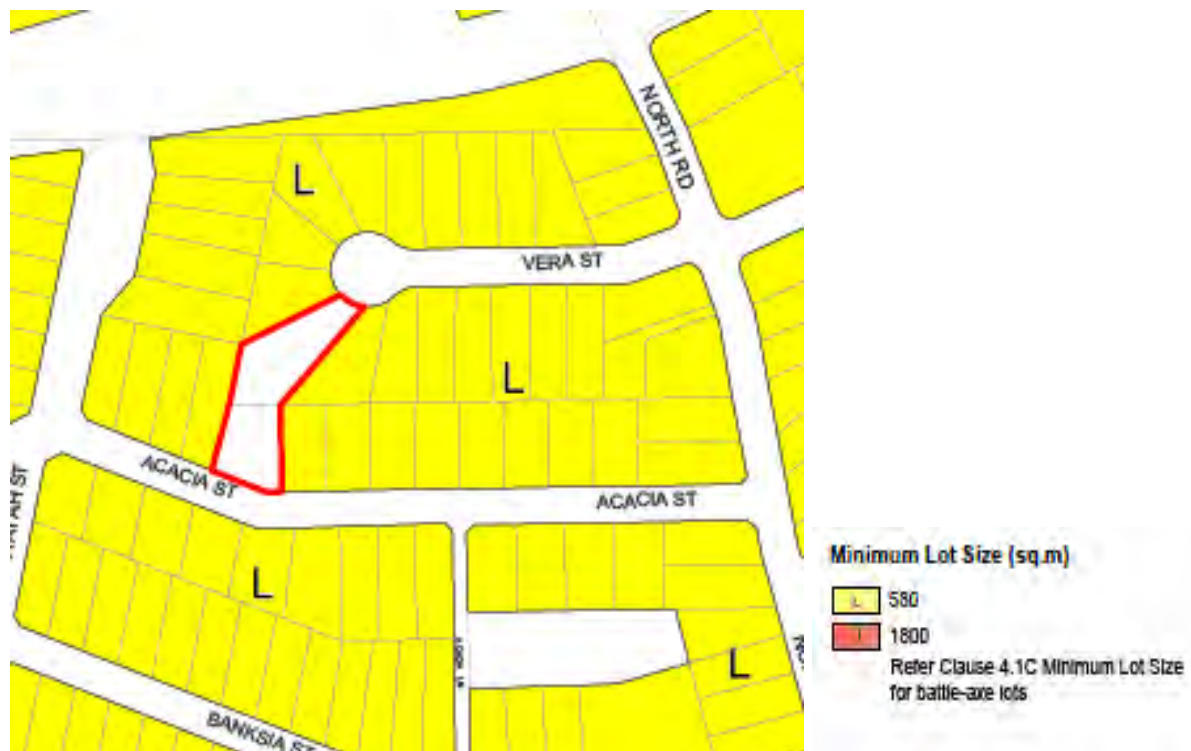 NORTH RD
L
VERA ST
L
ACACIA ST
ACACIA ST
L
L
BANKSIA ST
Minimum Lot Size (sq.m)
L 580
1800
Refer Clause 4.1C Minimum Lot Size
for battle-axe lots